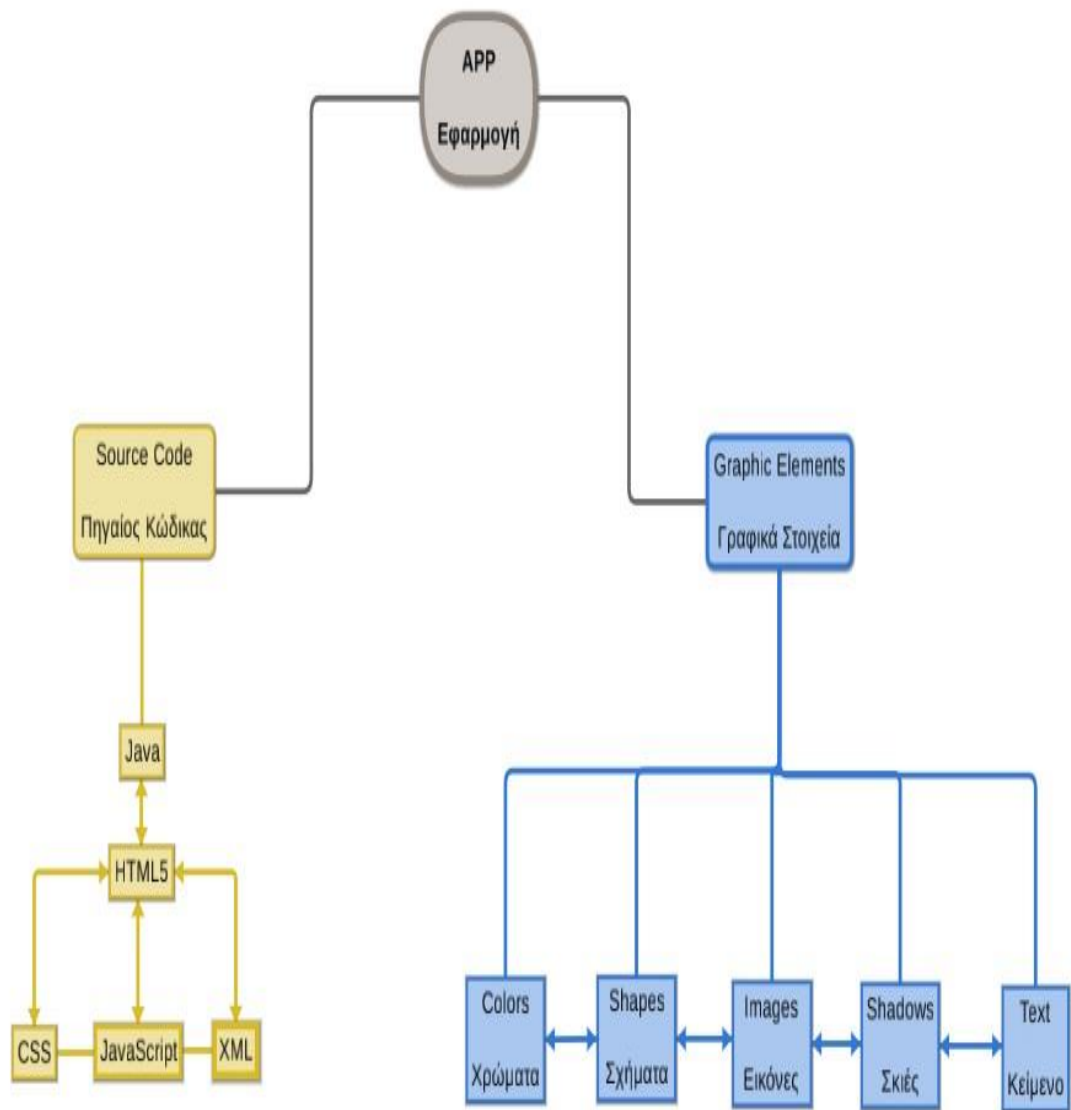 APP
Εφαρμογή
Source Code
Πηγαίος Κώδικας
Graphic Elements
Γραφικά Στοιχεία
Java
HTML5
CSS
JavaScript
XML
Colors
Χρώματα
Shapes
Σχήματα
Images
Εικόνες
Shadows
Σκιές
Text
Κείμενο